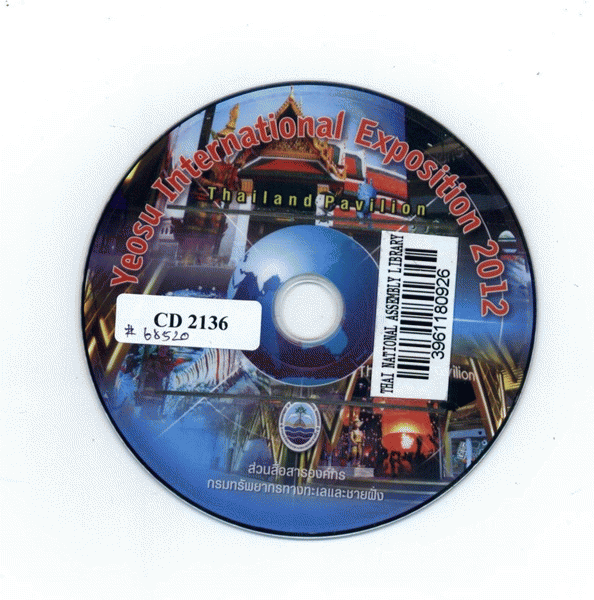 Yeosu International Exposition 2012
Thailand Pavilion
THAI NATIONAL ASSEMBLY LIBRARY
3961180926
CD 2136
# 68520
Th
vilion
ส่วนสื่อสารองค์กร
กรมทรัพยากรทางทะเลและชายฝั่ง